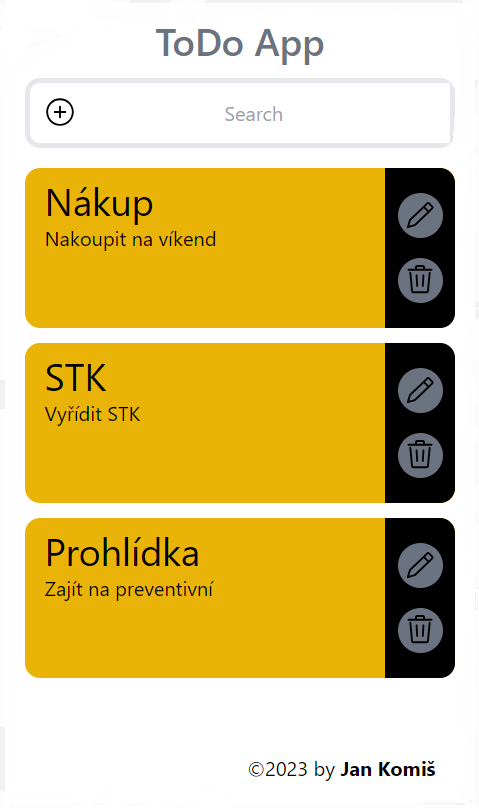 ToDo App
Search
Nákup
Nakoupit na víkend
STK
Vyřídit STK
Prohlídka
Zajít na preventivní
©2023 by Jan Komiš